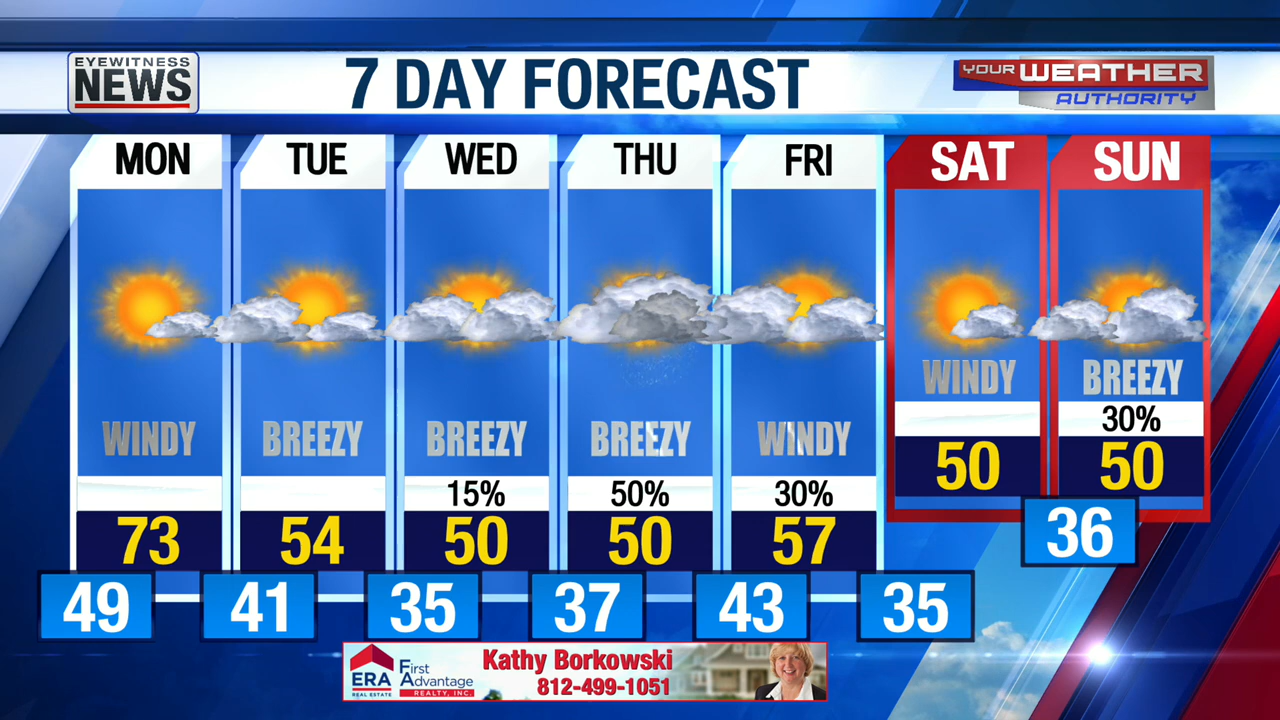 EYEWITNESS
NEWS
7 DAY FORECAST
YOUR WEATHER
AUTHORITY
MON TUE WED THU FRI SAT SUN
WINDY BREEZY BREEZY BREEZY WINDY WINDY BREEZY
15% 50% 30% 30%
73 54 50 50 57 50 50
49 41 35 37 43 35 36
ERA
REAL ESTATE
First
Advantage
REALTY, INC.
Kathy Borkowski
812-499-1051